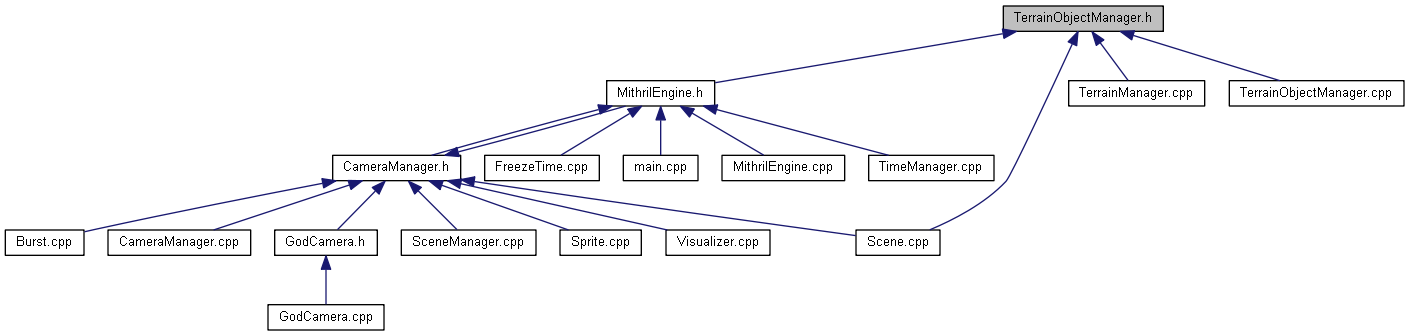 TerrainObjectManager.h
MithrilEngine.h
TerrainManager.cpp
TerrainObjectManager.cpp
CameraManager.h
FreezeTime.cpp
main.cpp
MithrilEngine.cpp
TimeManager.cpp
Burst.cpp
CameraManager.cpp
GodCamera.h
SceneManager.cpp
Sprite.cpp
Visualizer.cpp
Scene.cpp
GodCamera.cpp